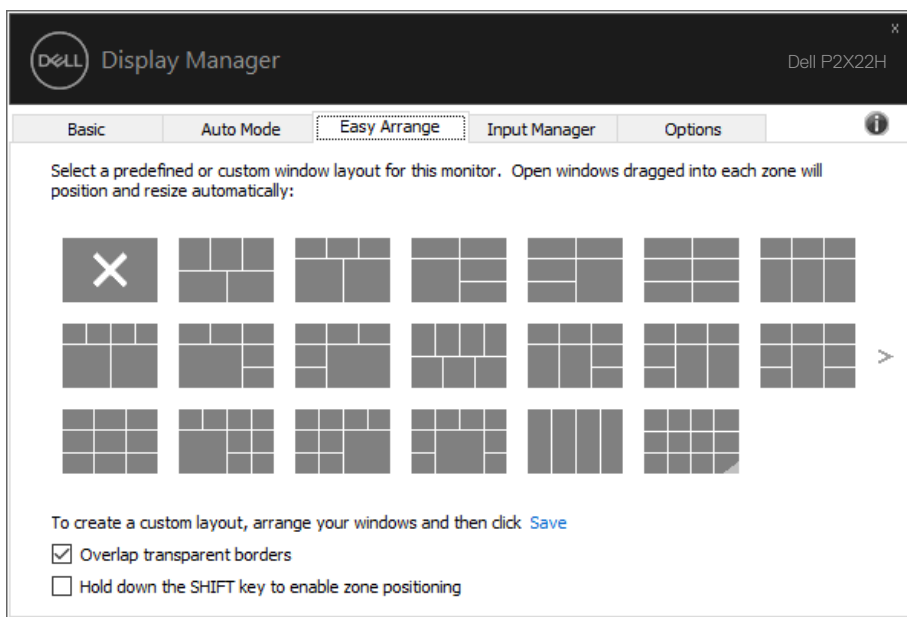 x
DELL Display Manager
Dell P2X22H
Basic Auto Mode Easy Arrange Input Manager Options
Select a predefined or custom window layout for this monitor. Open windows dragged into each zone will
position and resize automatically:
>
To create a custom layout, arrange your windows and then click Save
Overlap transparent borders
Hold down the SHIFT key to enable zone positioning